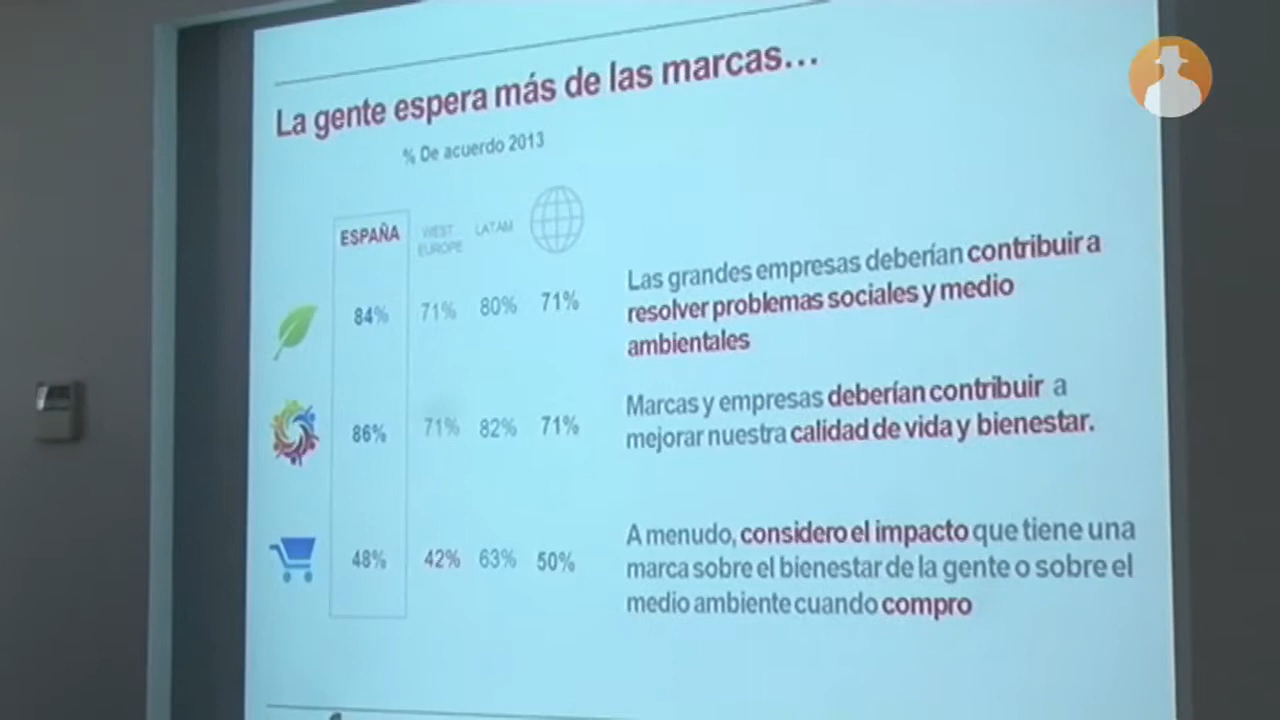 La gente espera más de las marcas...
% De acuerdo 2013
ESPAÑA
WEST
EUROPE
LATAM
84% 71% 80% 71%
Las grandes empresas deberían contribuir a
resolver problemas sociales y medio
ambientales
86% 71% 82% 71%
Marcas y empresas deberían contribuir a
mejorar nuestra calidad de vida y bienestar.
48% 42% 63% 50%
A menudo, considero el impacto que tiene una
marca sobre el bienestar de la gente o sobre el
medio ambiente cuando compro